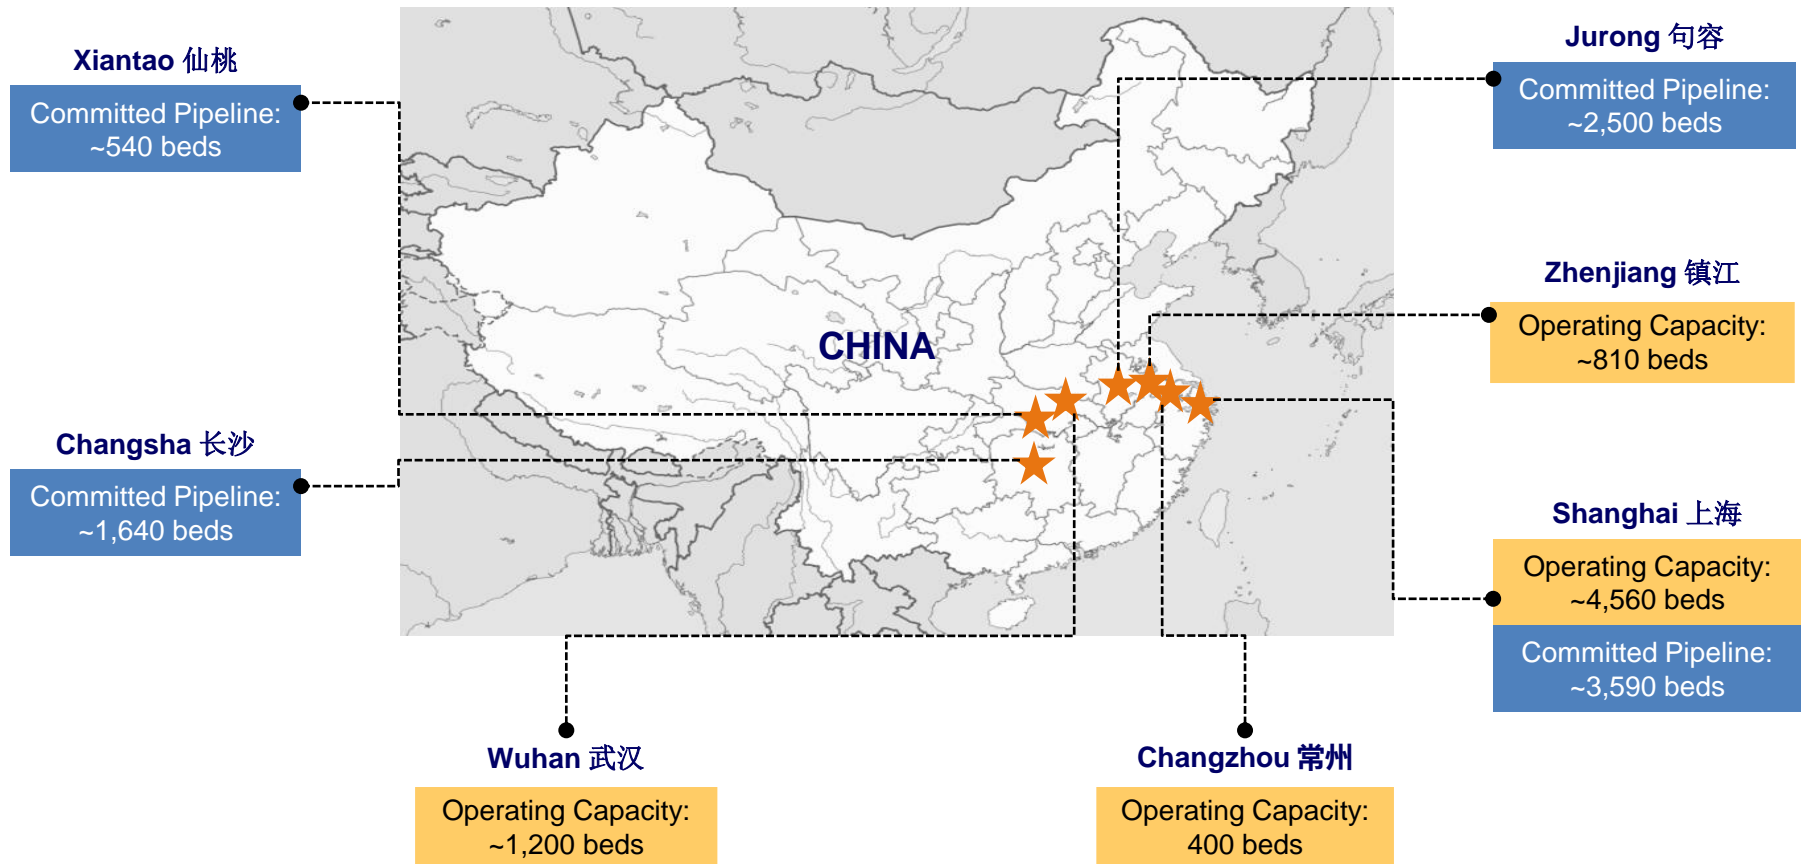 Xiantao 仙桃
Committed Pipeline:
~540 beds
Changsha 长沙
Committed Pipeline:
~1,640 beds
CHINA
Jurong 句容
Committed Pipeline:
~2,500 beds
Zhenjiang 镇江
Operating Capacity:
~810 beds
Shanghai 上海
Operating Capacity:
~4,560 beds
Committed Pipeline:
~3,590 beds
Wuhan 武汉
Operating Capacity:
~1,200 beds
Changzhou 常州
Operating Capacity:
400 beds